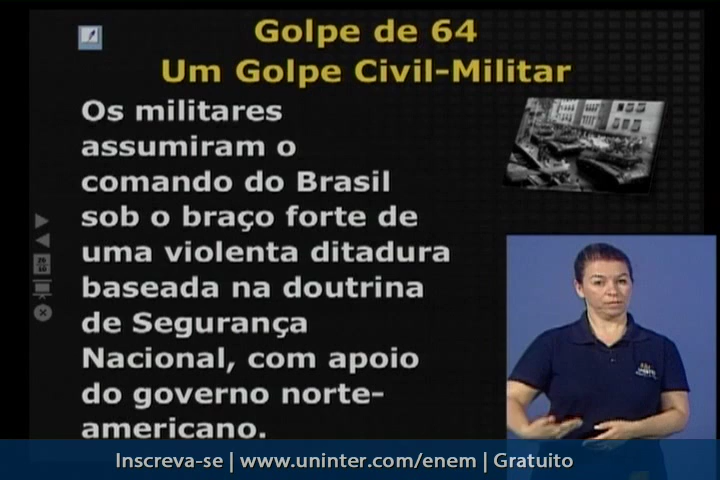 Golpe de 64
Um Golpe Civil-Militar
Os militares
assumiram o
comando do Brasil
sob o braço forte de
uma violenta ditadura
baseada na doutrina
de Segurança
Nacional, com apoio
do governo norte-
americano.
Inscreva-se | www.uninter.com/enem | Gratuito